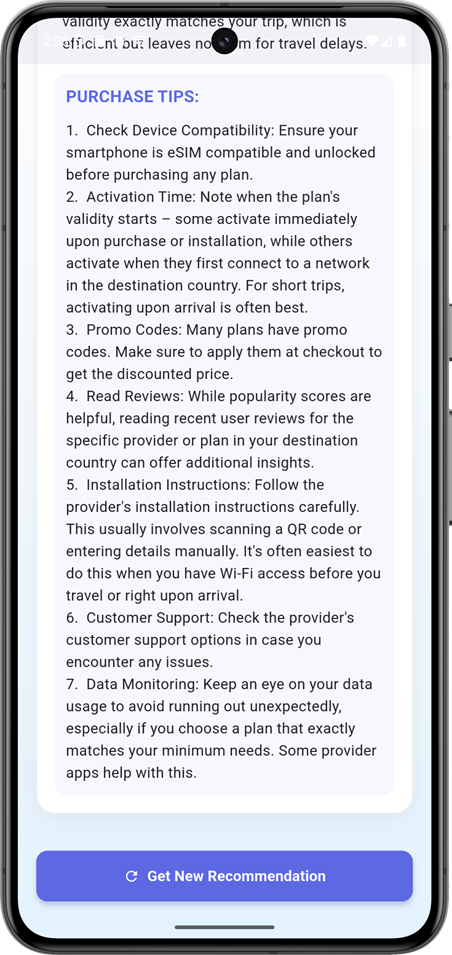 validity exactly matches your trip, which is
efficient but leaves no m for travel delays.
PURCHASE TIPS:
1. Check Device Compatibility: Ensure your
smartphone is eSIM compatible and unlocked
before purchasing any plan.
2. Activation Time: Note when the plan's
validity starts – some activate immediately
upon purchase or installation, while others
activate when they first connect to a network
in the destination country. For short trips,
activating upon arrival is often best.
3. Promo Codes: Many plans have promo
codes. Make sure to apply them at checkout to
get the discounted price.
4. Read Reviews: While popularity scores are
helpful, reading recent user reviews for the
specific provider or plan in your destination
country can offer additional insights.
5. Installation Instructions: Follow the
provider's installation instructions carefully.
This usually involves scanning a QR code or
entering details manually. It's often easiest to
do this when you have Wi-Fi access before you
travel or right upon arrival.
6. Customer Support: Check the provider's
customer support options in case you
encounter any issues.
7. Data Monitoring: Keep an eye on your data
usage to avoid running out unexpectedly,
especially if you choose a plan that exactly
matches your minimum needs. Some provider
apps help with this.
Get New Recommendation